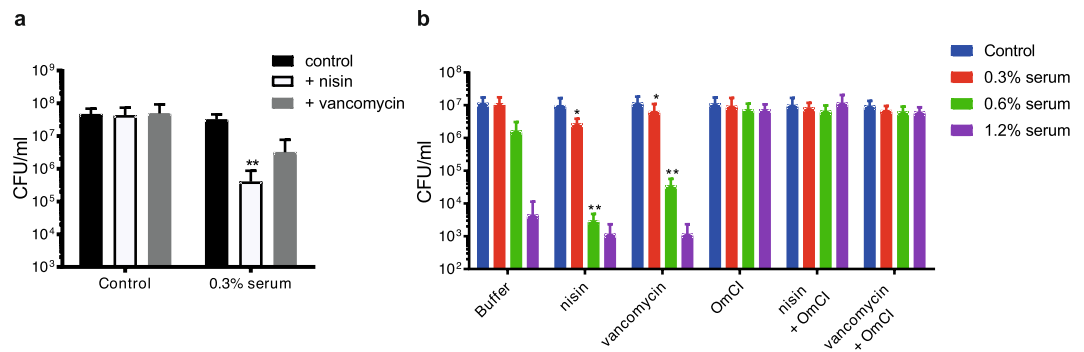 a
control
+ nisin
+ vancomycin
10⁹
10⁸
10⁷
10⁶
10⁵
10⁴
10³
CFU/ml
**
Control
0.3% serum
b
Control
0.3% serum
0.6% serum
1.2% serum
10⁸
10⁷
10⁶
10⁵
10⁴
10³
10²
CFU/ml
*
**
*
**
Buffer
nisin
vancomycin
OmCI
nisin
+ OmCI
vancomycin
+ OmCI